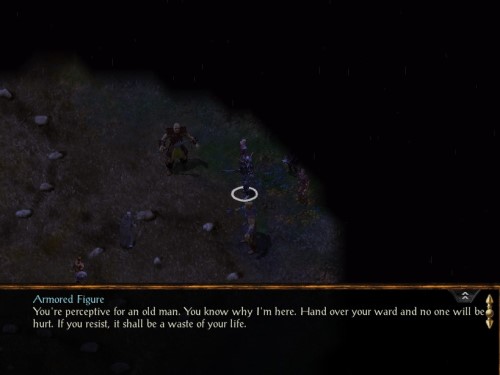 Armored Figure
You're perceptive for an old man. You know why I'm here. Hand over your ward and no one will be
hurt. If you resist, it shall be a waste of your life.